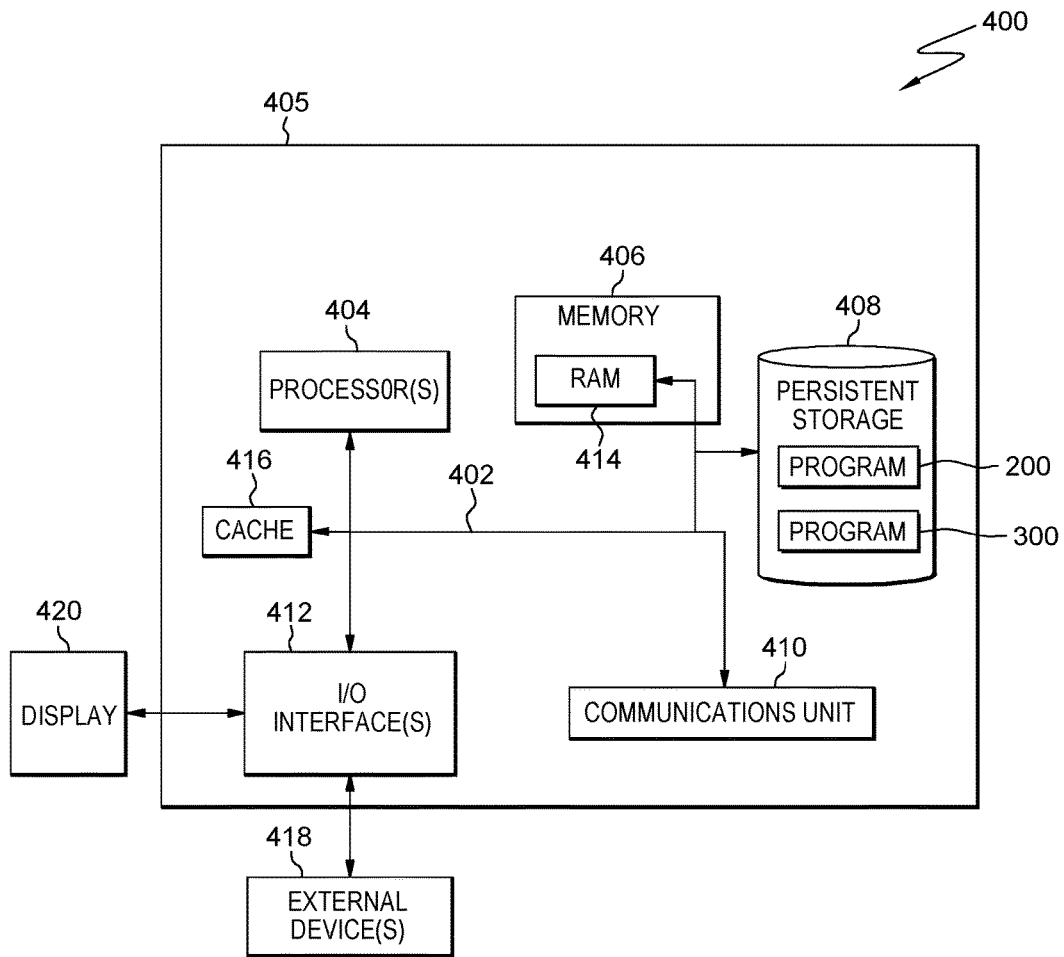 400
405
406
MEMORY
404
408
PROCESS0R(S)
RAM
PERSISTENT
STORAGE
414
416
402
PROGRAM
200
CACHE
PROGRAM
300
420
412
410
DISPLAY
I/O
INTERFACE(S)
COMMUNICATIONS UNIT
418
EXTERNAL
DEVICE(S)